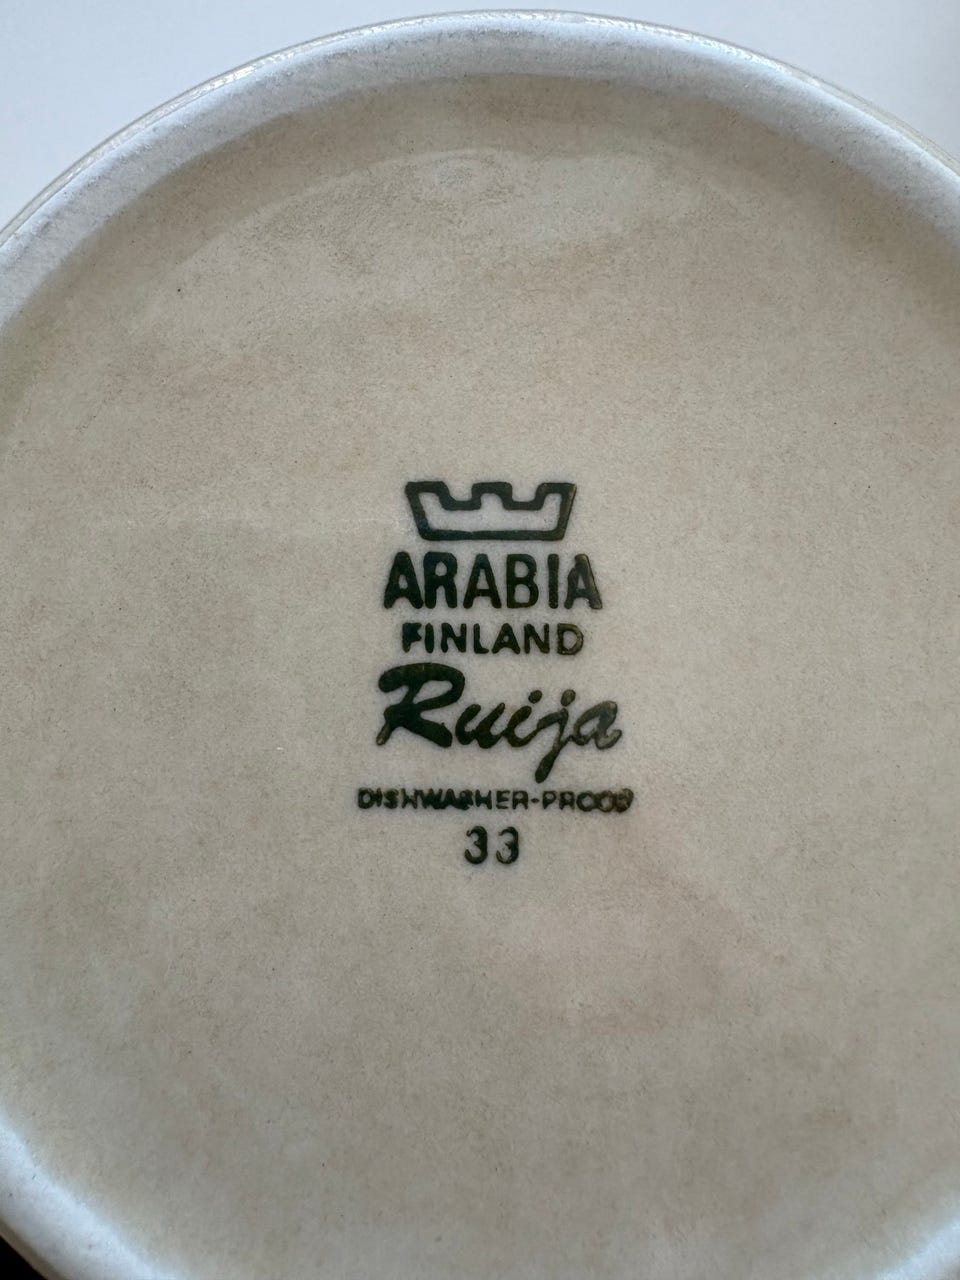 ARABIA
FINLAND
Ruija
DISHWASHER-PROOF
33